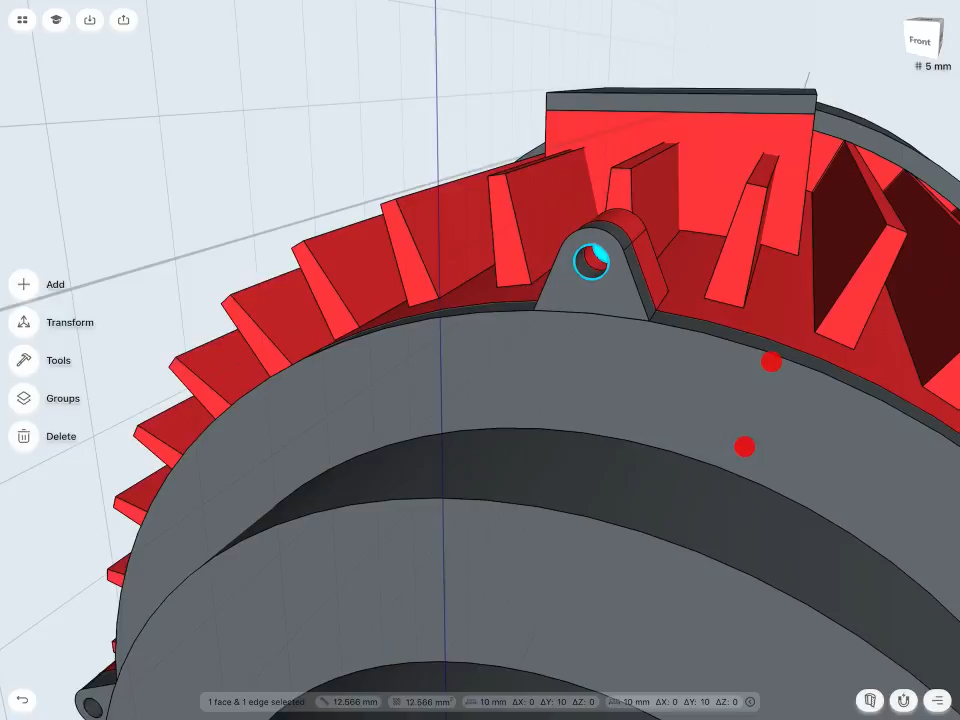 Front
# 5 mm
Add
Transform
Tools
Groups
Delete
1 face & 1 edge selected 12.566 mm 12.566 mm² 10 mm ΔX: 0 ΔY: 10 ΔZ: 0 10 mm ΔX: 0 ΔY: 10 ΔZ: 0